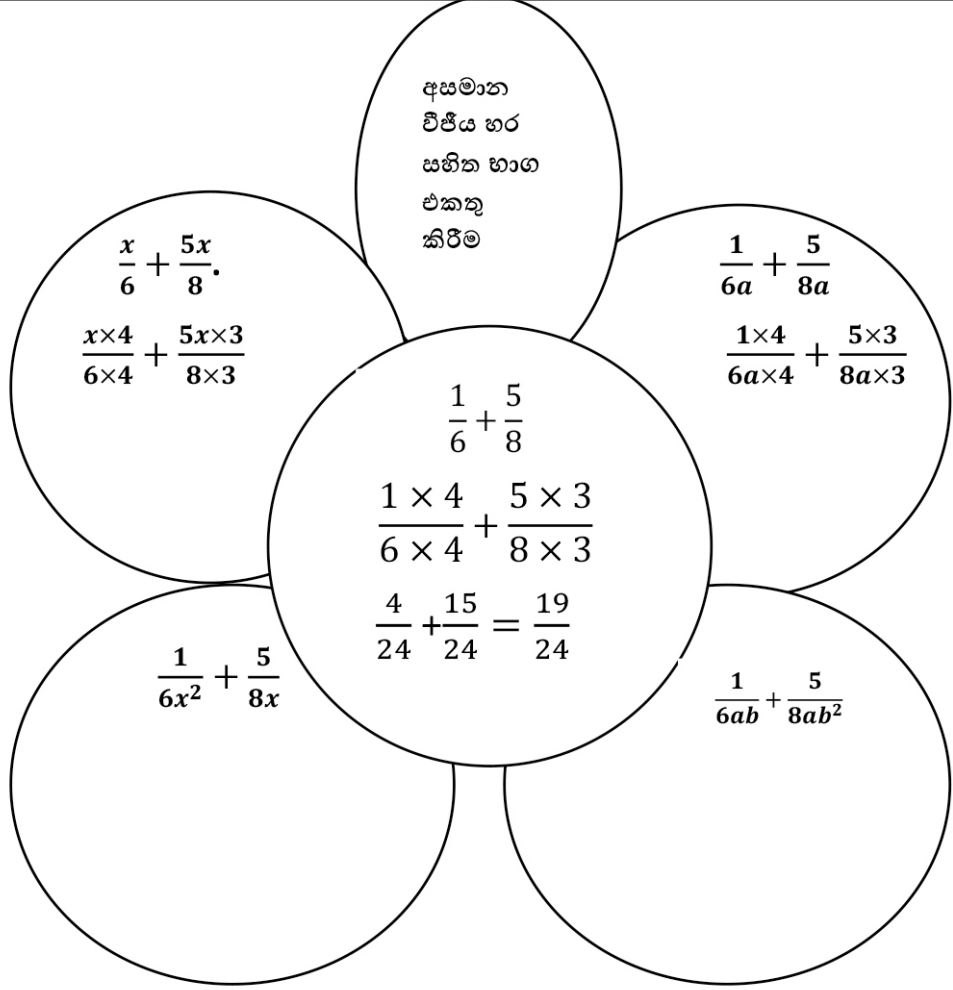 අසමාන
වීජීය හර
සහිත භාග
එකතු
කිරීම
x/6 + 5x/8.
x×4/6×4 + 5x×3/8×3
1/6a + 5/8a
1×4/6a×4 + 5×3/8a×3
1/6 + 5/8
1 × 4/6 × 4 + 5 × 3/8 × 3
4/24 + 15/24 = 19/24
1/6x² + 5/8x
1/6ab + 5/8ab²